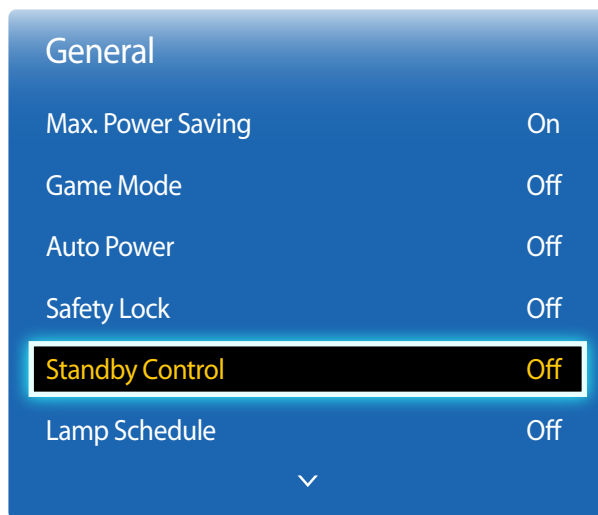 General
Max. Power Saving On
Game Mode Off
Auto Power Off
Safety Lock Off
Standby Control Off
Lamp Schedule Off